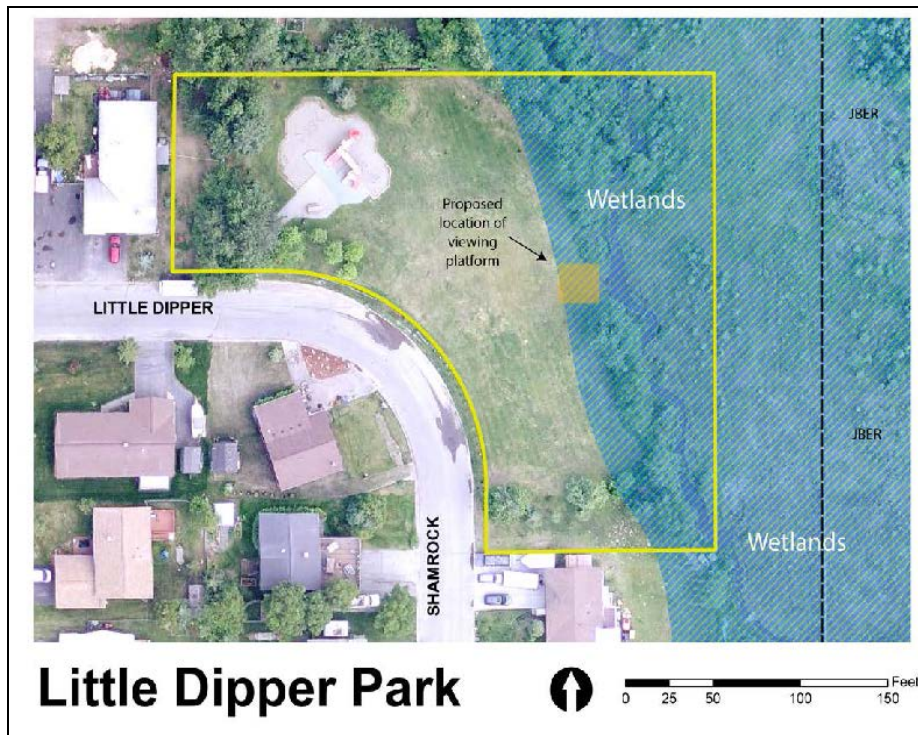 JBER
Wetlands
Proposed
location of
viewing
platform
LITTLE DIPPER
JBER
Wetlands
SHAMROCK
Little Dipper Park
Feet
0 25 50 100 150